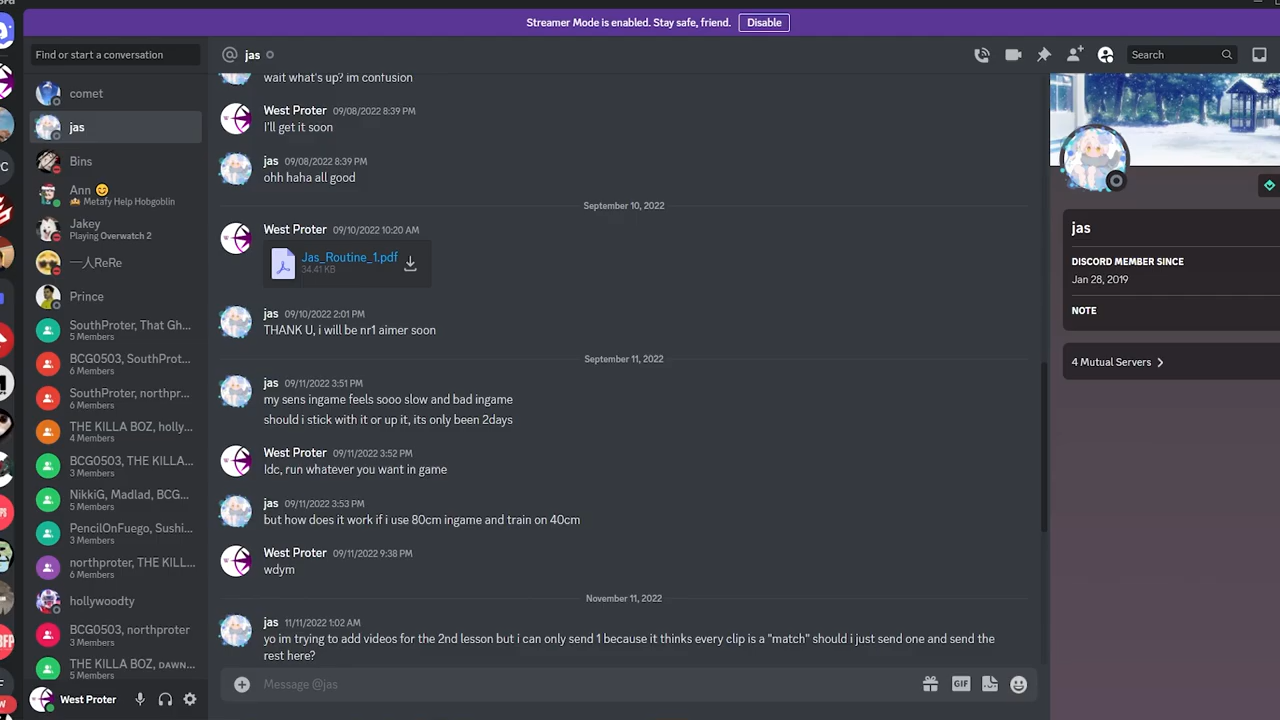 Streamer Mode is enabled. Stay safe, friend.
Disable
Find or start a conversation
jas
Search
comet
jas
Bins
Ann
Metafy Help Hobgoblin
Jakey
Playing Overwatch 2
一人ReRe
Prince
SouthProter, That Gh...
5 Members
BCG0503, SouthProt...
6 Members
SouthProter, northpr...
6 Members
THE KILLA BOZ, holly...
4 Members
BCG0503, THE KILLA...
3 Members
NikkiG, Madlad, BCG...
5 Members
PencilOnFuego, Sushi...
3 Members
northproter, THE KILL...
6 Members
hollywoodty
BCG0503, northproter
3 Members
THE KILLA BOZ, DAWN...
5 Members
West Proter
wait what's up? im confusion
West Proter 09/08/2022 8:39 PM
I'll get it soon
jas 09/08/2022 8:39 PM
ohh haha all good
September 10, 2022
West Proter 09/10/2022 10:20 AM
Jas_Routine_1.pdf
34.41 KB
jas 09/10/2022 2:01 PM
THANK U, i will be nr1 aimer soon
September 11, 2022
jas 09/11/2022 3:51 PM
my sens ingame feels sooo slow and bad ingame
should i stick with it or up it, its only been 2days
West Proter 09/11/2022 3:52 PM
Idc, run whatever you want in game
jas 09/11/2022 3:53 PM
but how does it work if i use 80cm ingame and train on 40cm
West Proter 09/11/2022 9:38 PM
wdym
November 11, 2022
jas 11/11/2022 1:02 AM
yo im trying to add videos for the 2nd lesson but i can only send 1 because it thinks every clip is a "match" should i just send one and send the
rest here?
Message @jas
GIF
jas
DISCORD MEMBER SINCE
Jan 28, 2019
NOTE
4 Mutual Servers